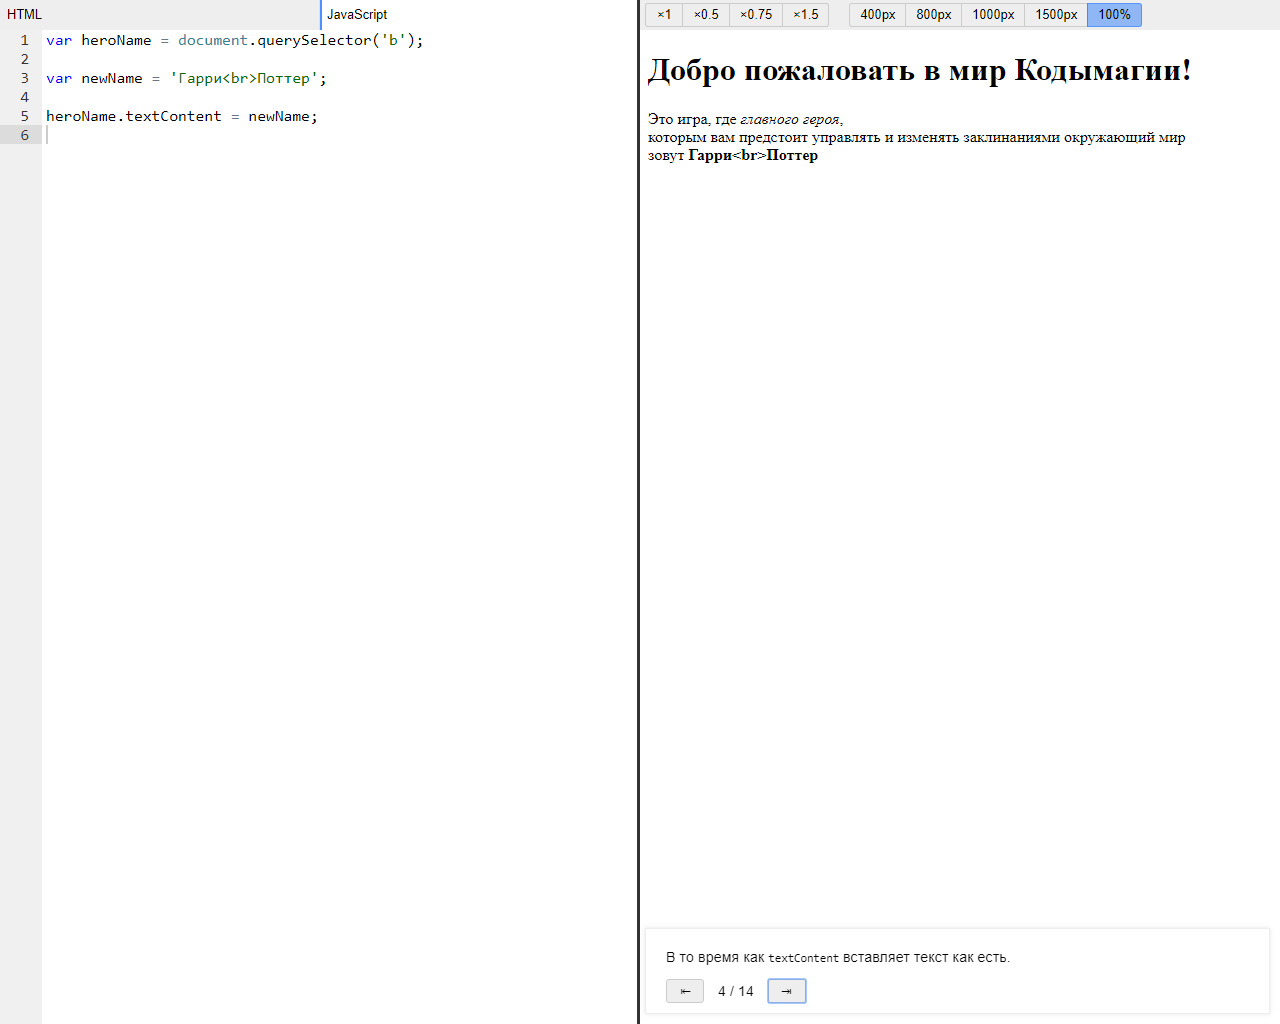 HTML
JavaScript
×1
×0.5
×0.75
×1.5
400px
800px
1000px
1500px
100%
1 var heroName = document.querySelector('b');
2
3 var newName = 'Гарри<br>Поттер';
4
5 heroName.textContent = newName;
6
Добро пожаловать в мир Кодымагии!
Это игра, где главного героя,
которым вам предстоит управлять и изменять заклинаниями окружающий мир
зовут Гарри<br>Поттер
В то время как textContent вставляет текст как есть.
⇤ 4 / 14 ⇥